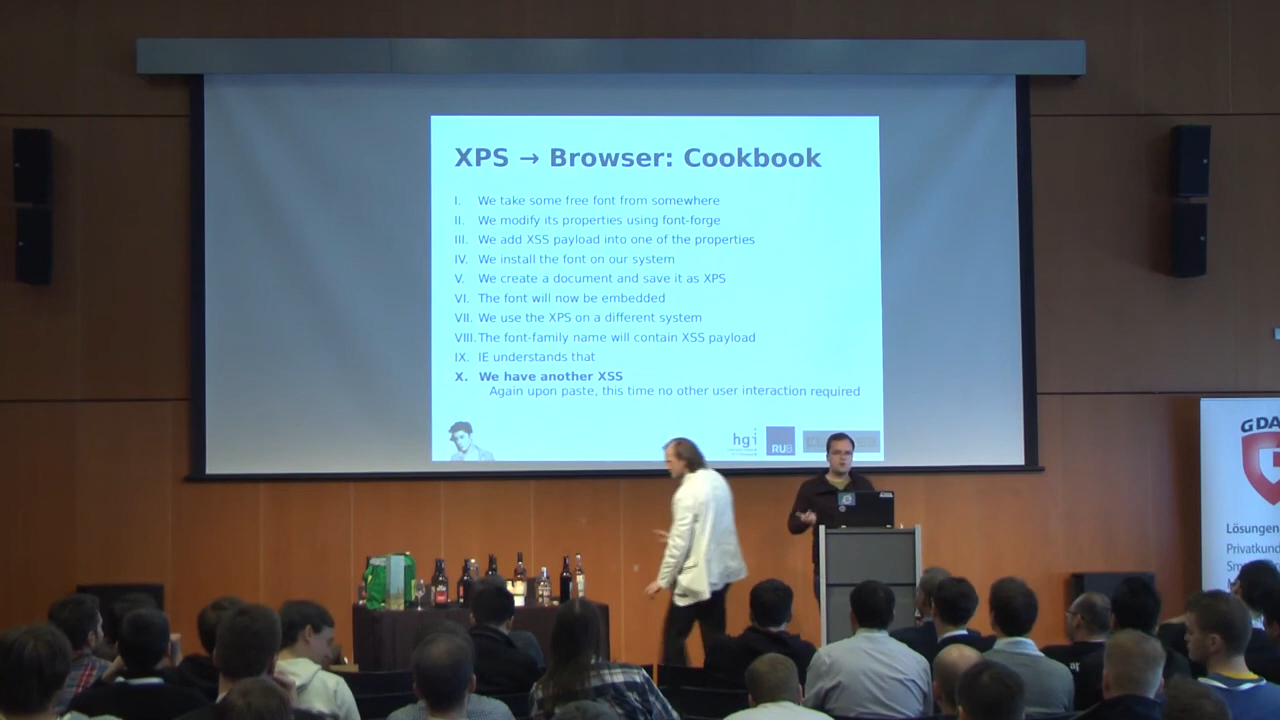 XPS → Browser: Cookbook
I. We take some free font from somewhere
II. We modify its properties using font-forge
III. We add XSS payload into one of the properties
IV. We install the font on our system
V. We create a document and save it as XPS
VI. The font will now be embedded
VII. We use the XPS on a different system
VIII. The font-family name will contain XSS payload
IX. IE understands that
X. We have another XSS
Again upon paste, this time no other user interaction required
hgi
RUB
G DA
Lösungen
Privatkund